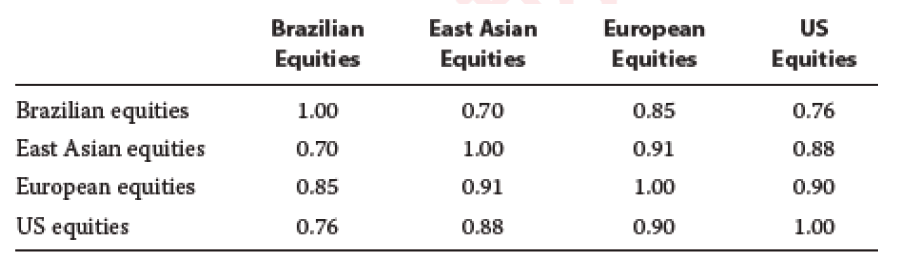 Brazilian East Asian European US
Equities Equities Equities Equities
Brazilian equities 1.00 0.70 0.85 0.76
East Asian equities 0.70 1.00 0.91 0.88
European equities 0.85 0.91 1.00 0.90
US equities 0.76 0.88 0.90 1.00